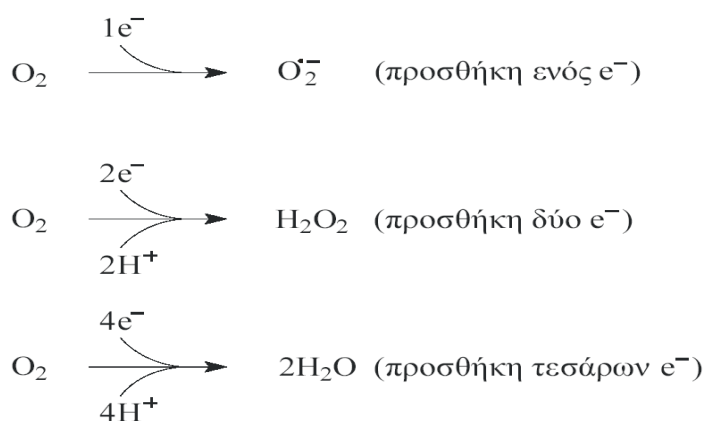 1e⁻
O₂ → O₂•⁻ (προσθήκη ενός e⁻)
2e⁻
O₂ → H₂O₂ (προσθήκη δύο e⁻)
2H⁺
4e⁻
O₂ → 2H₂O (προσθήκη τεσάρων e⁻)
4H⁺